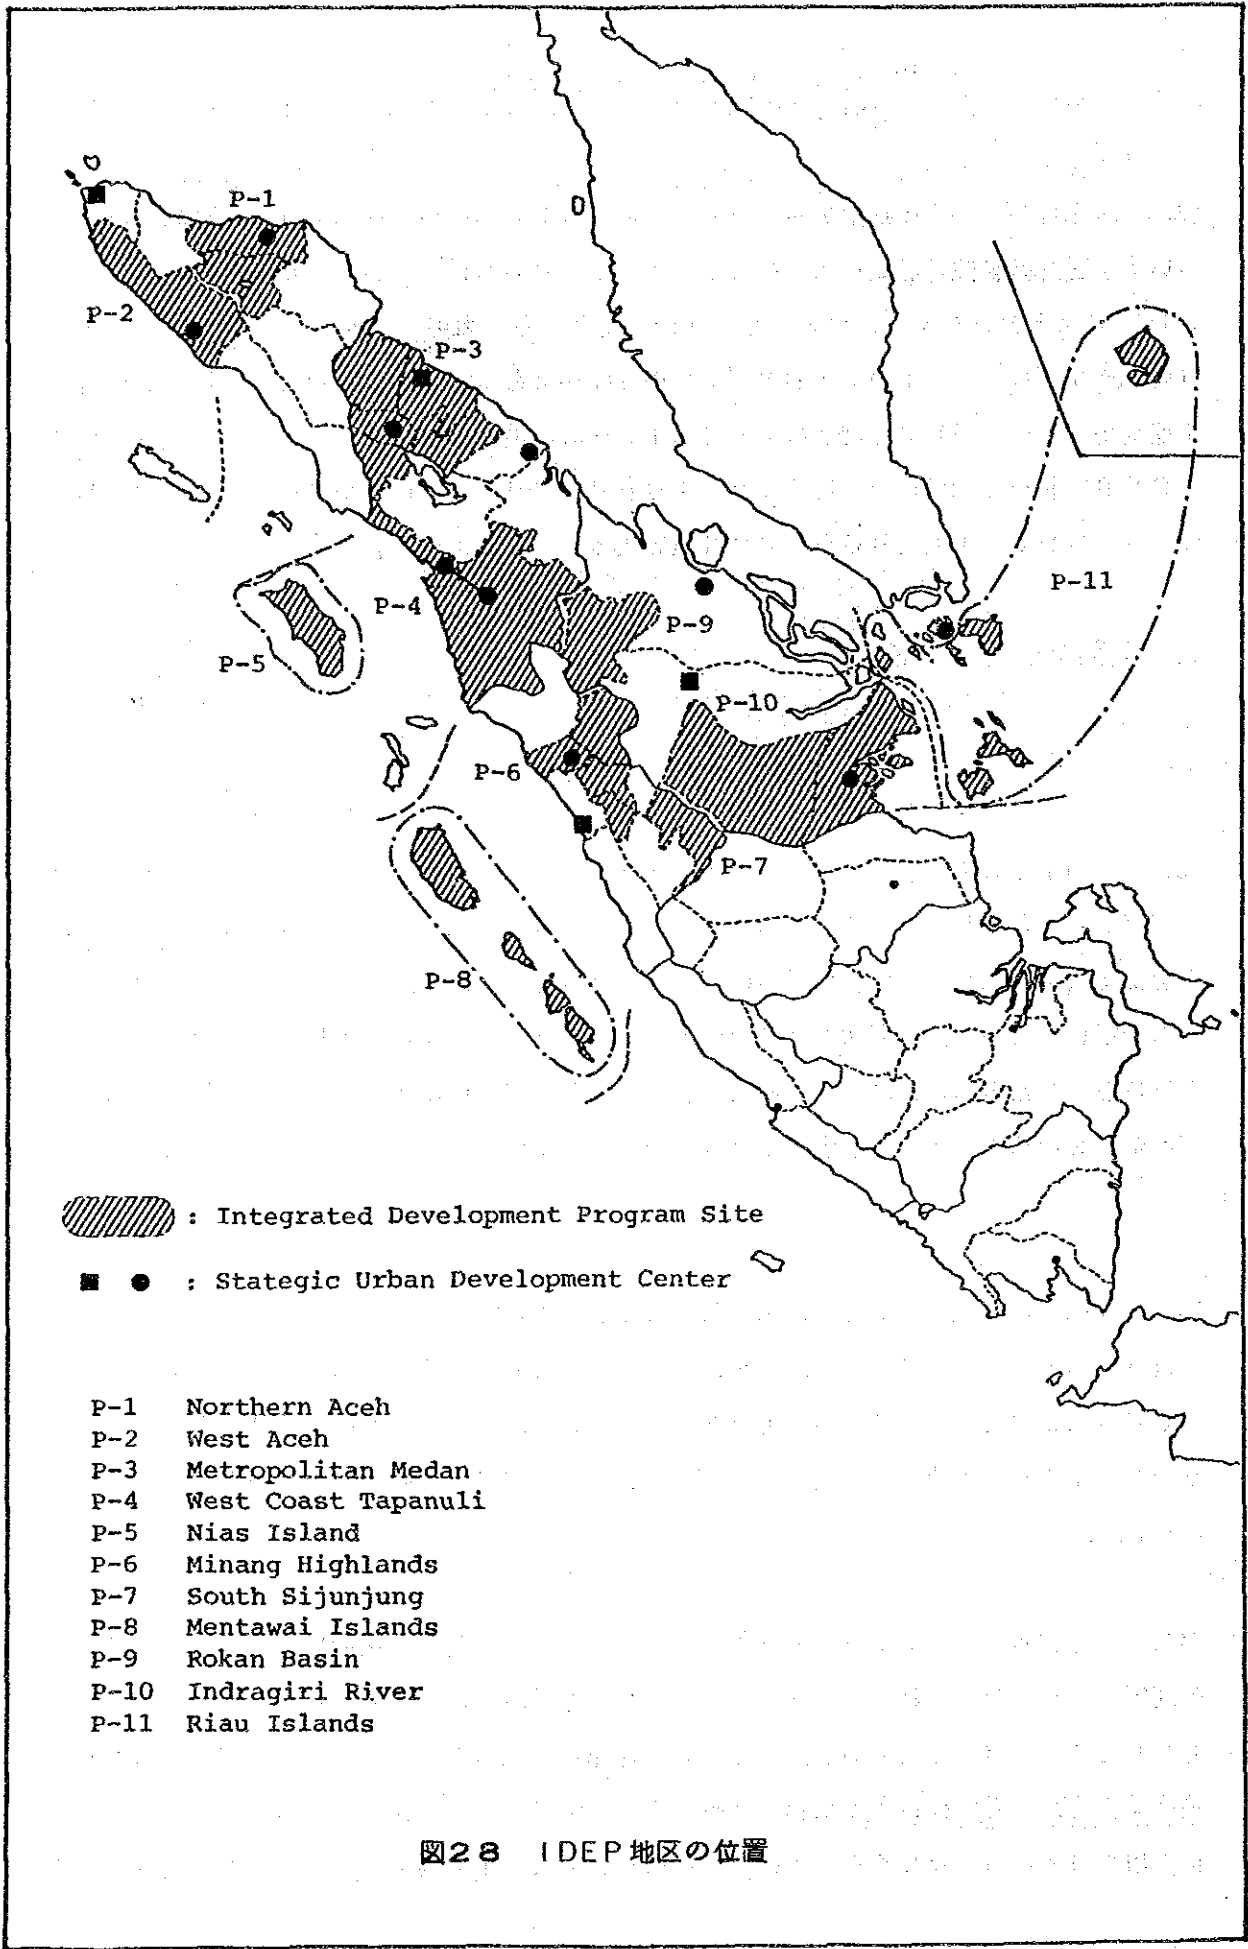 P-1
P-2
P-3
P-4
P-5
P-9
P-11
P-10
P-6
P-7
P-8
: Integrated Development Program Site
: Stategic Urban Development Center
P-1 Northern Aceh
P-2 West Aceh
P-3 Metropolitan Medan
P-4 West Coast Tapanuli
P-5 Nias Island
P-6 Minang Highlands
P-7 South Sijunjung
P-8 Mentawai Islands
P-9 Rokan Basin
P-10 Indragiri River
P-11 Riau Islands
図28 IDEP地区の位置